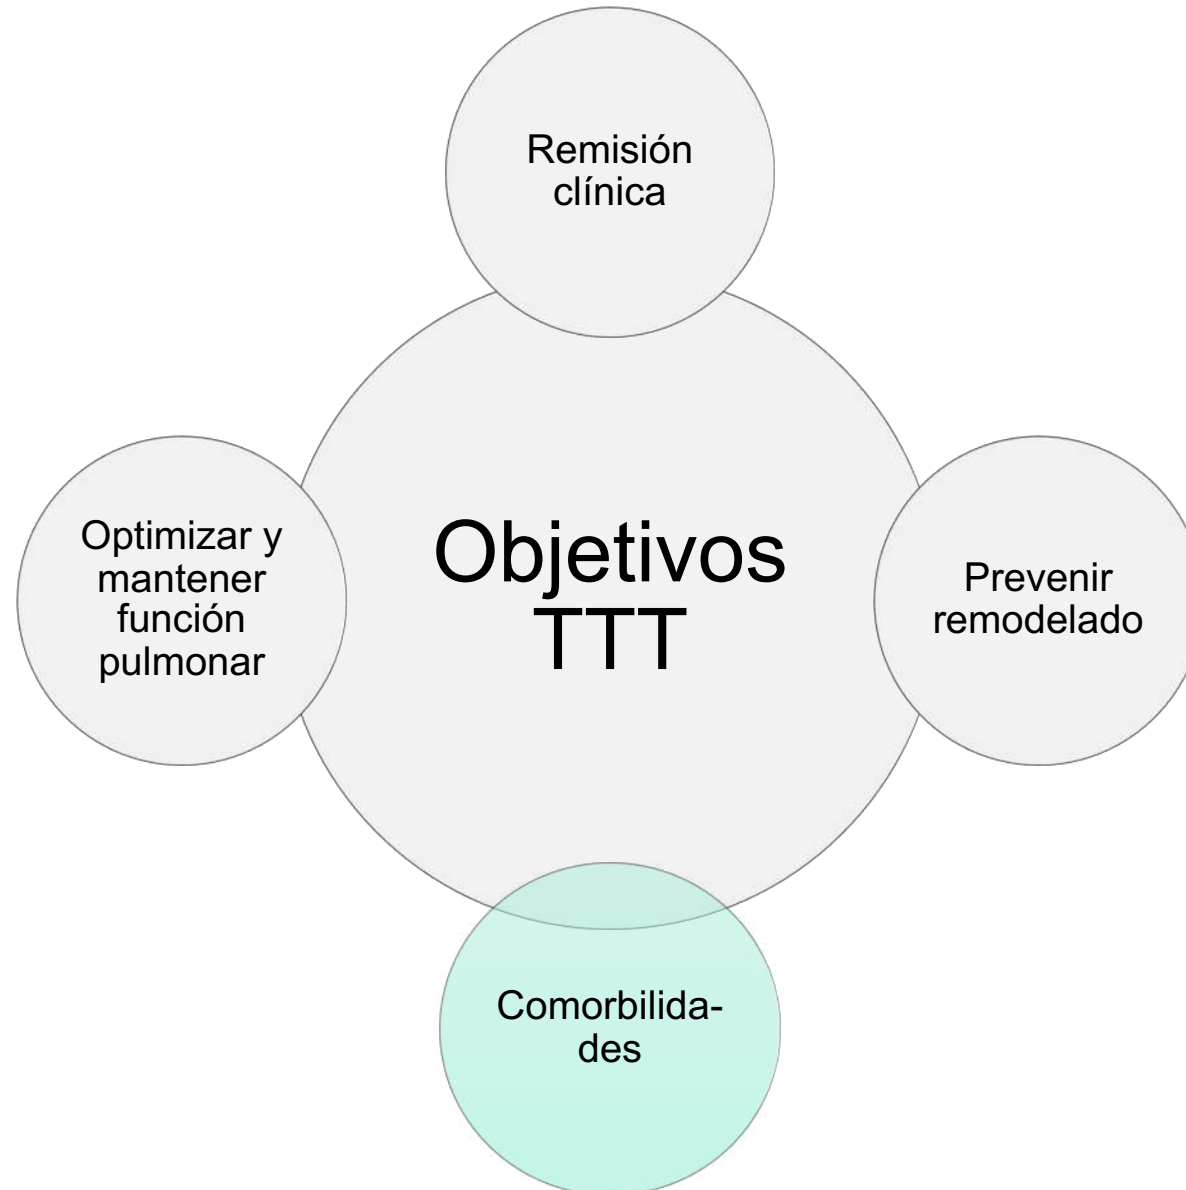 Remisión
clínica
Optimizar y
mantener
función
pulmonar
Objetivos
TTT
Prevenir
remodelado
Comorbilida-
des